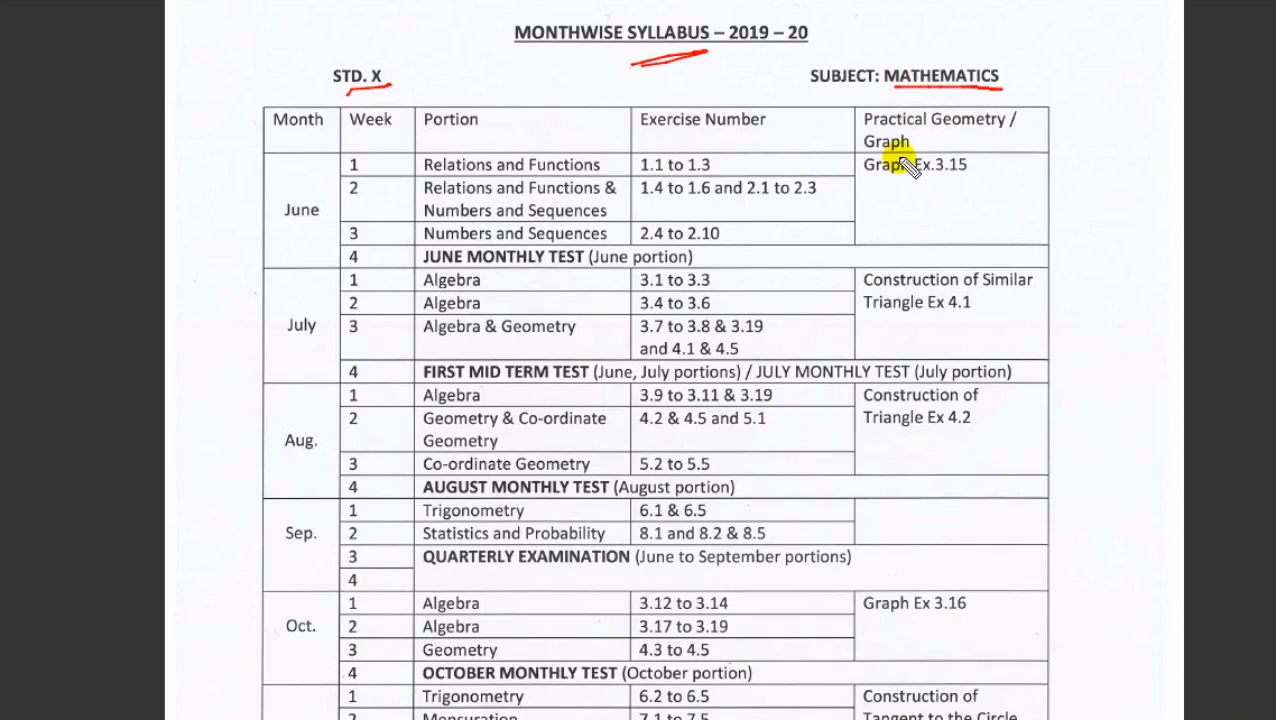 MONTHWISE SYLLABUS – 2019 – 20
STD. X SUBJECT: MATHEMATICS
Month Week Portion Exercise Number Practical Geometry /
Graph
June
1 Relations and Functions 1.1 to 1.3 Graph Ex.3.15
2 Relations and Functions & 1.4 to 1.6 and 2.1 to 2.3
Numbers and Sequences
3 Numbers and Sequences 2.4 to 2.10
4 JUNE MONTHLY TEST (June portion)
July
1 Algebra 3.1 to 3.3 Construction of Similar
2 Algebra 3.4 to 3.6 Triangle Ex 4.1
3 Algebra & Geometry 3.7 to 3.8 & 3.19
and 4.1 & 4.5
4 FIRST MID TERM TEST (June, July portions) / JULY MONTHLY TEST (July portion)
Aug.
1 Algebra 3.9 to 3.11 & 3.19 Construction of
2 Geometry & Co-ordinate 4.2 & 4.5 and 5.1 Triangle Ex 4.2
Geometry
3 Co-ordinate Geometry 5.2 to 5.5
4 AUGUST MONTHLY TEST (August portion)
Sep.
1 Trigonometry 6.1 & 6.5
2 Statistics and Probability 8.1 and 8.2 & 8.5
3 QUARTERLY EXAMINATION (June to September portions)
4
Oct.
1 Algebra 3.12 to 3.14 Graph Ex 3.16
2 Algebra 3.17 to 3.19
3 Geometry 4.3 to 4.5
4 OCTOBER MONTHLY TEST (October portion)
1 Trigonometry 6.2 to 6.5 Construction of
2 Mensuration 7.1 to 7.5 Tangent to the Circle